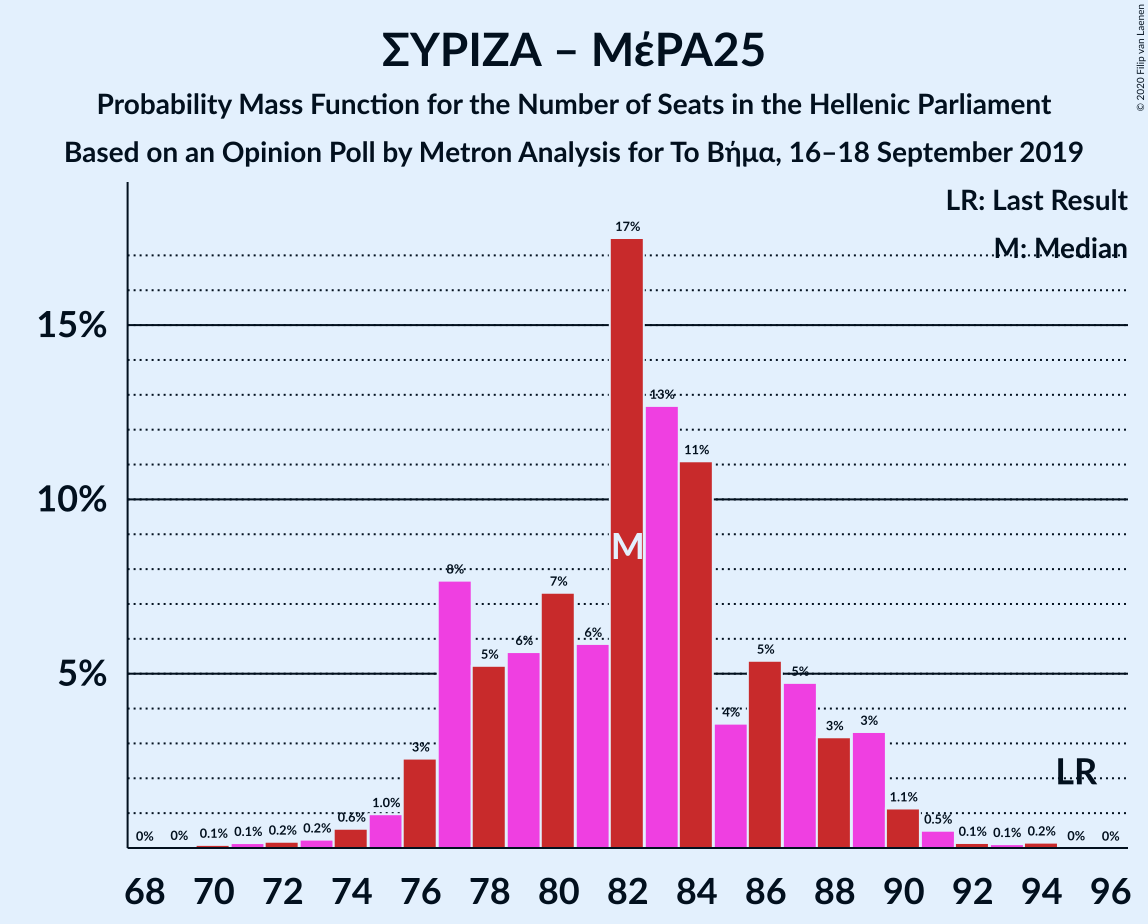 ΣΥΡΙΖΑ – ΜέΡΑ25
Probability Mass Function for the Number of Seats in the Hellenic Parliament
Based on an Opinion Poll by Metron Analysis for Το Βήμα, 16–18 September 2019
© 2020 Filip van Laenen
LR: Last Result
M: Median
15%
10%
5%
0% 0% 0.1% 0.1% 0.2% 0.2% 0.6% 1.0% 3% 8% 5% 6% 7% 6% 17% 13% 11% 4% 5% 5% 3% 3% 1.1% 0.5% 0.1% 0.1% 0.2% 0% 0%
M
LR
68 70 72 74 76 78 80 82 84 86 88 90 92 94 96